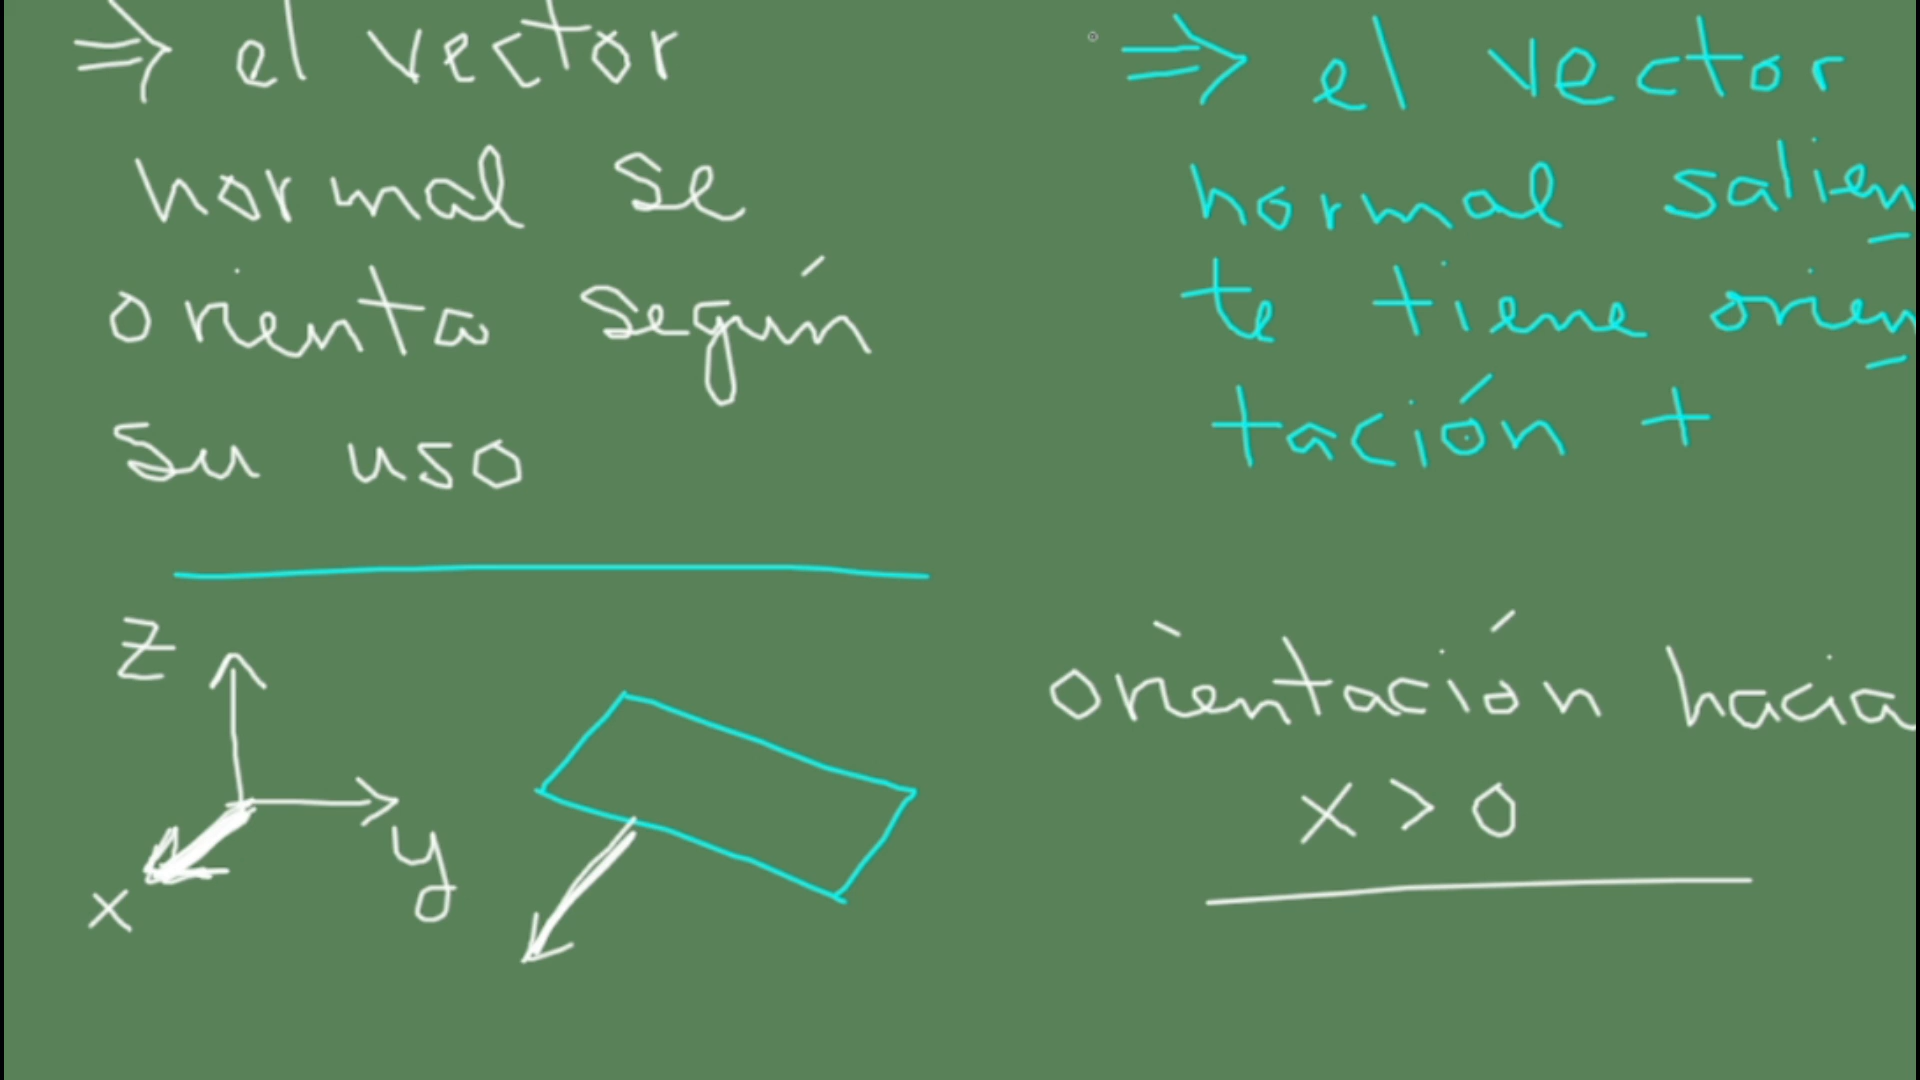 ⇒ el vector
normal se
orienta según
su uso
⇒ el vector
normal salien
te tiene orien
tación +
z
y
x
orientación hacia
x > 0